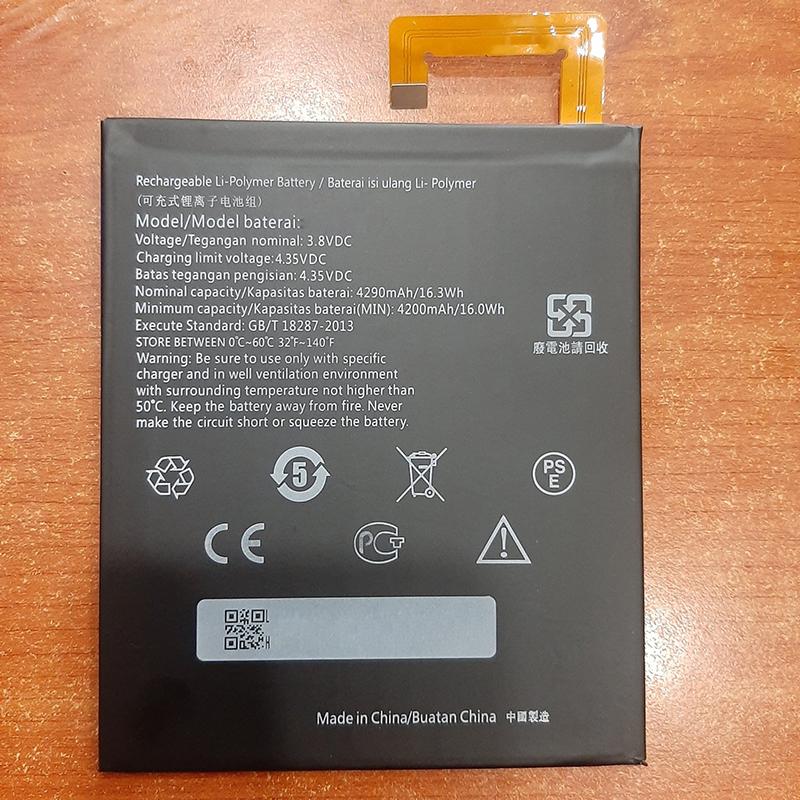 Rechargeable Li-Polymer Battery / Baterai isi ulang Li- Polymer
(可充式锂离子电池组)
Model/Model baterai:
Voltage/Tegangan nominal: 3.8VDC
Charging limit voltage:4.35VDC
Batas tegangan pengisian: 4.35VDC
Nominal capacity/Kapasitas baterai: 4290mAh/16.3Wh
Minimum capacity/Kapasitas baterai(MIN): 4200mAh/16.0Wh
Execute Standard: GB/T 18287-2013
STORE BETWEEN 0℃~60℃ 32℉~140℉
Warning: Be sure to use only with specific
charger and in well ventilation environment
with surrounding temperature not higher than
50℃. Keep the battery away from fire. Never
make the circuit short or squeeze the battery.
廢電池請回收
5
PS
E
CE
PCT
Made in China/Buatan China 中國製造